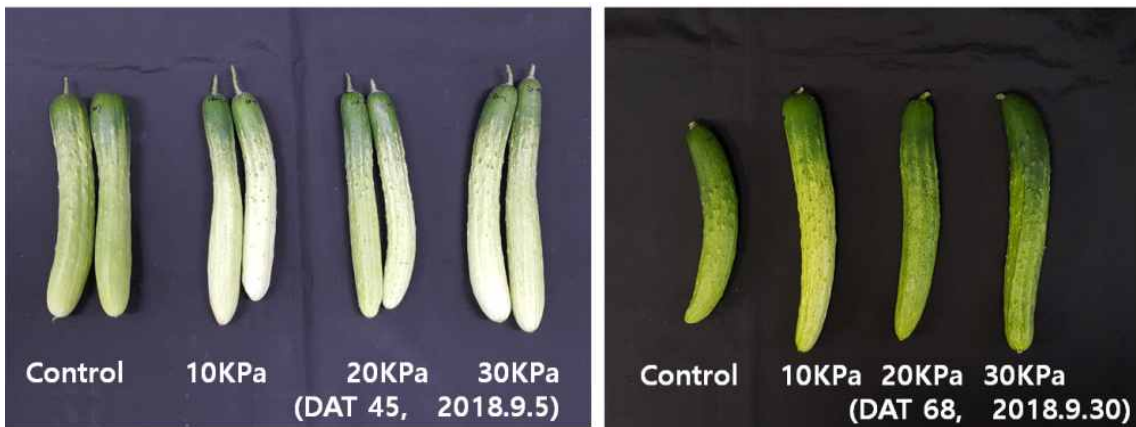 Control 10KPa 20KPa 30KPa
(DAT 45, 2018.9.5)
Control 10KPa 20KPa 30KPa
(DAT 68, 2018.9.30)